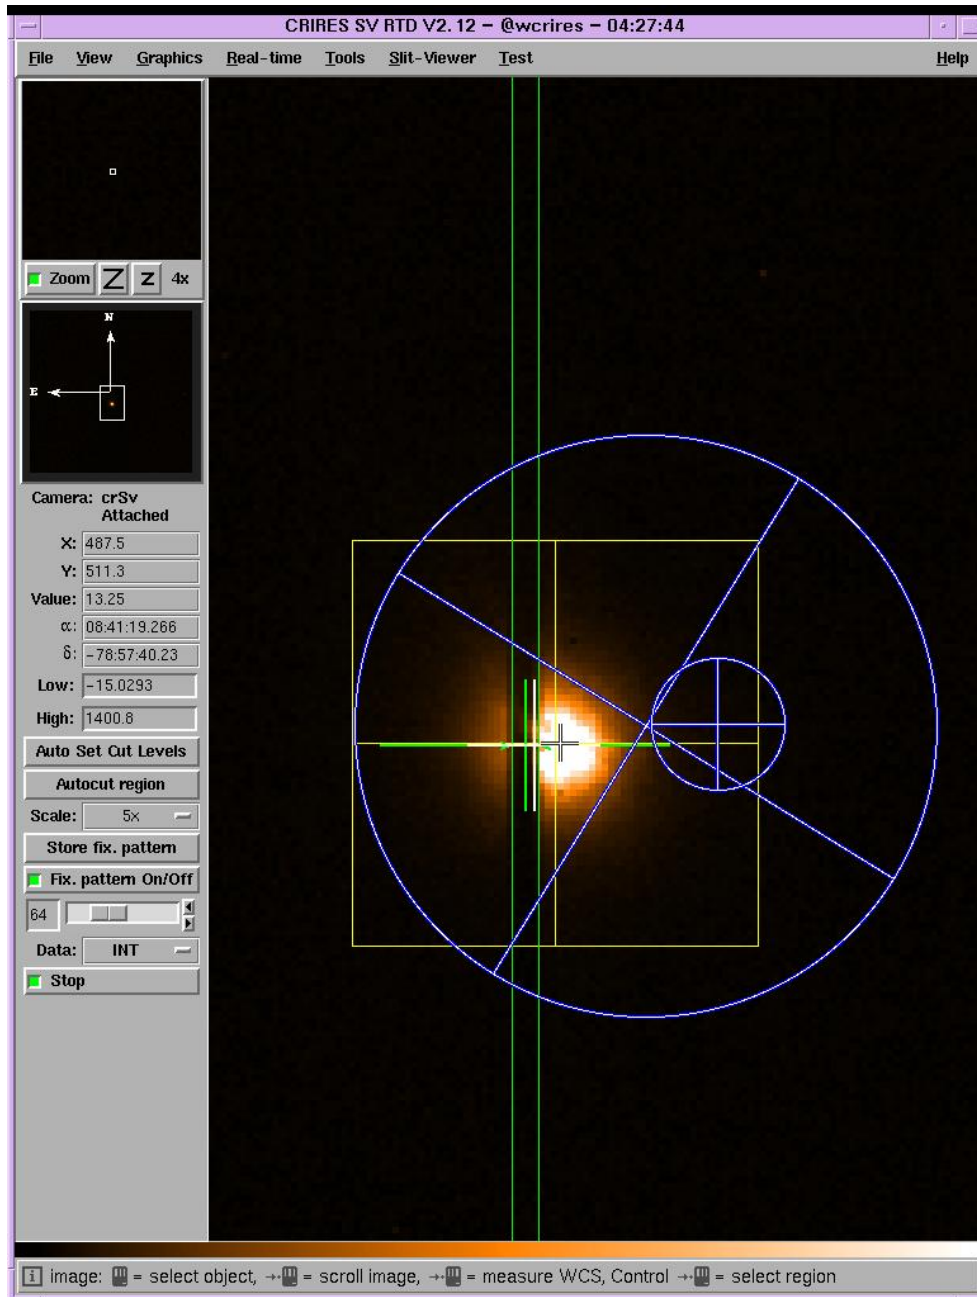 CRIRES SV RTD V2.12 - @wcrires - 04:27:44
File View Graphics Real-time Tools Slit-Viewer Test Help
Zoom Z z 4x
N
E
Camera: crSv
Attached
X: 487.5
Y: 511.3
Value: 13.25
α: 08:41:19.266
δ: -78:57:40.23
Low: -15.0293
High: 1400.8
Auto Set Cut Levels
Autocut region
Scale: 5x
Store fix. pattern
Fix. pattern On/Off
64
Data: INT
Stop
i image: = select object, = scroll image, = measure WCS, Control = select region